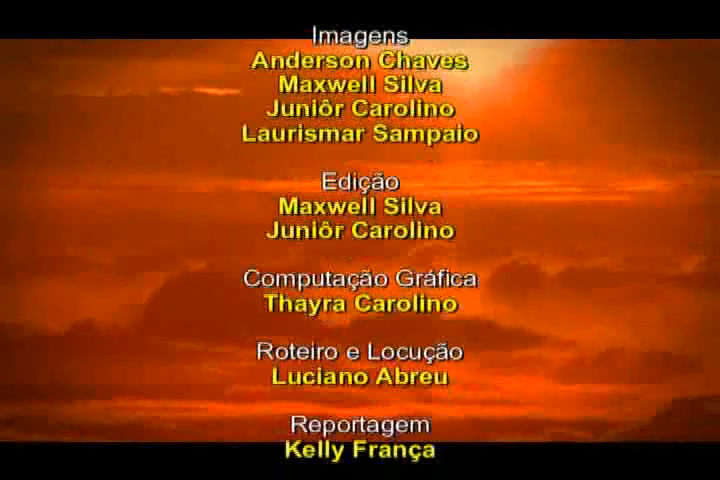 Imagens
Anderson Chaves
Maxwell Silva
Juniôr Carolino
Laurismar Sampaio
Edição
Maxwell Silva
Juniôr Carolino
Computação Gráfica
Thayra Carolino
Roteiro e Locução
Luciano Abreu
Reportagem
Kelly França